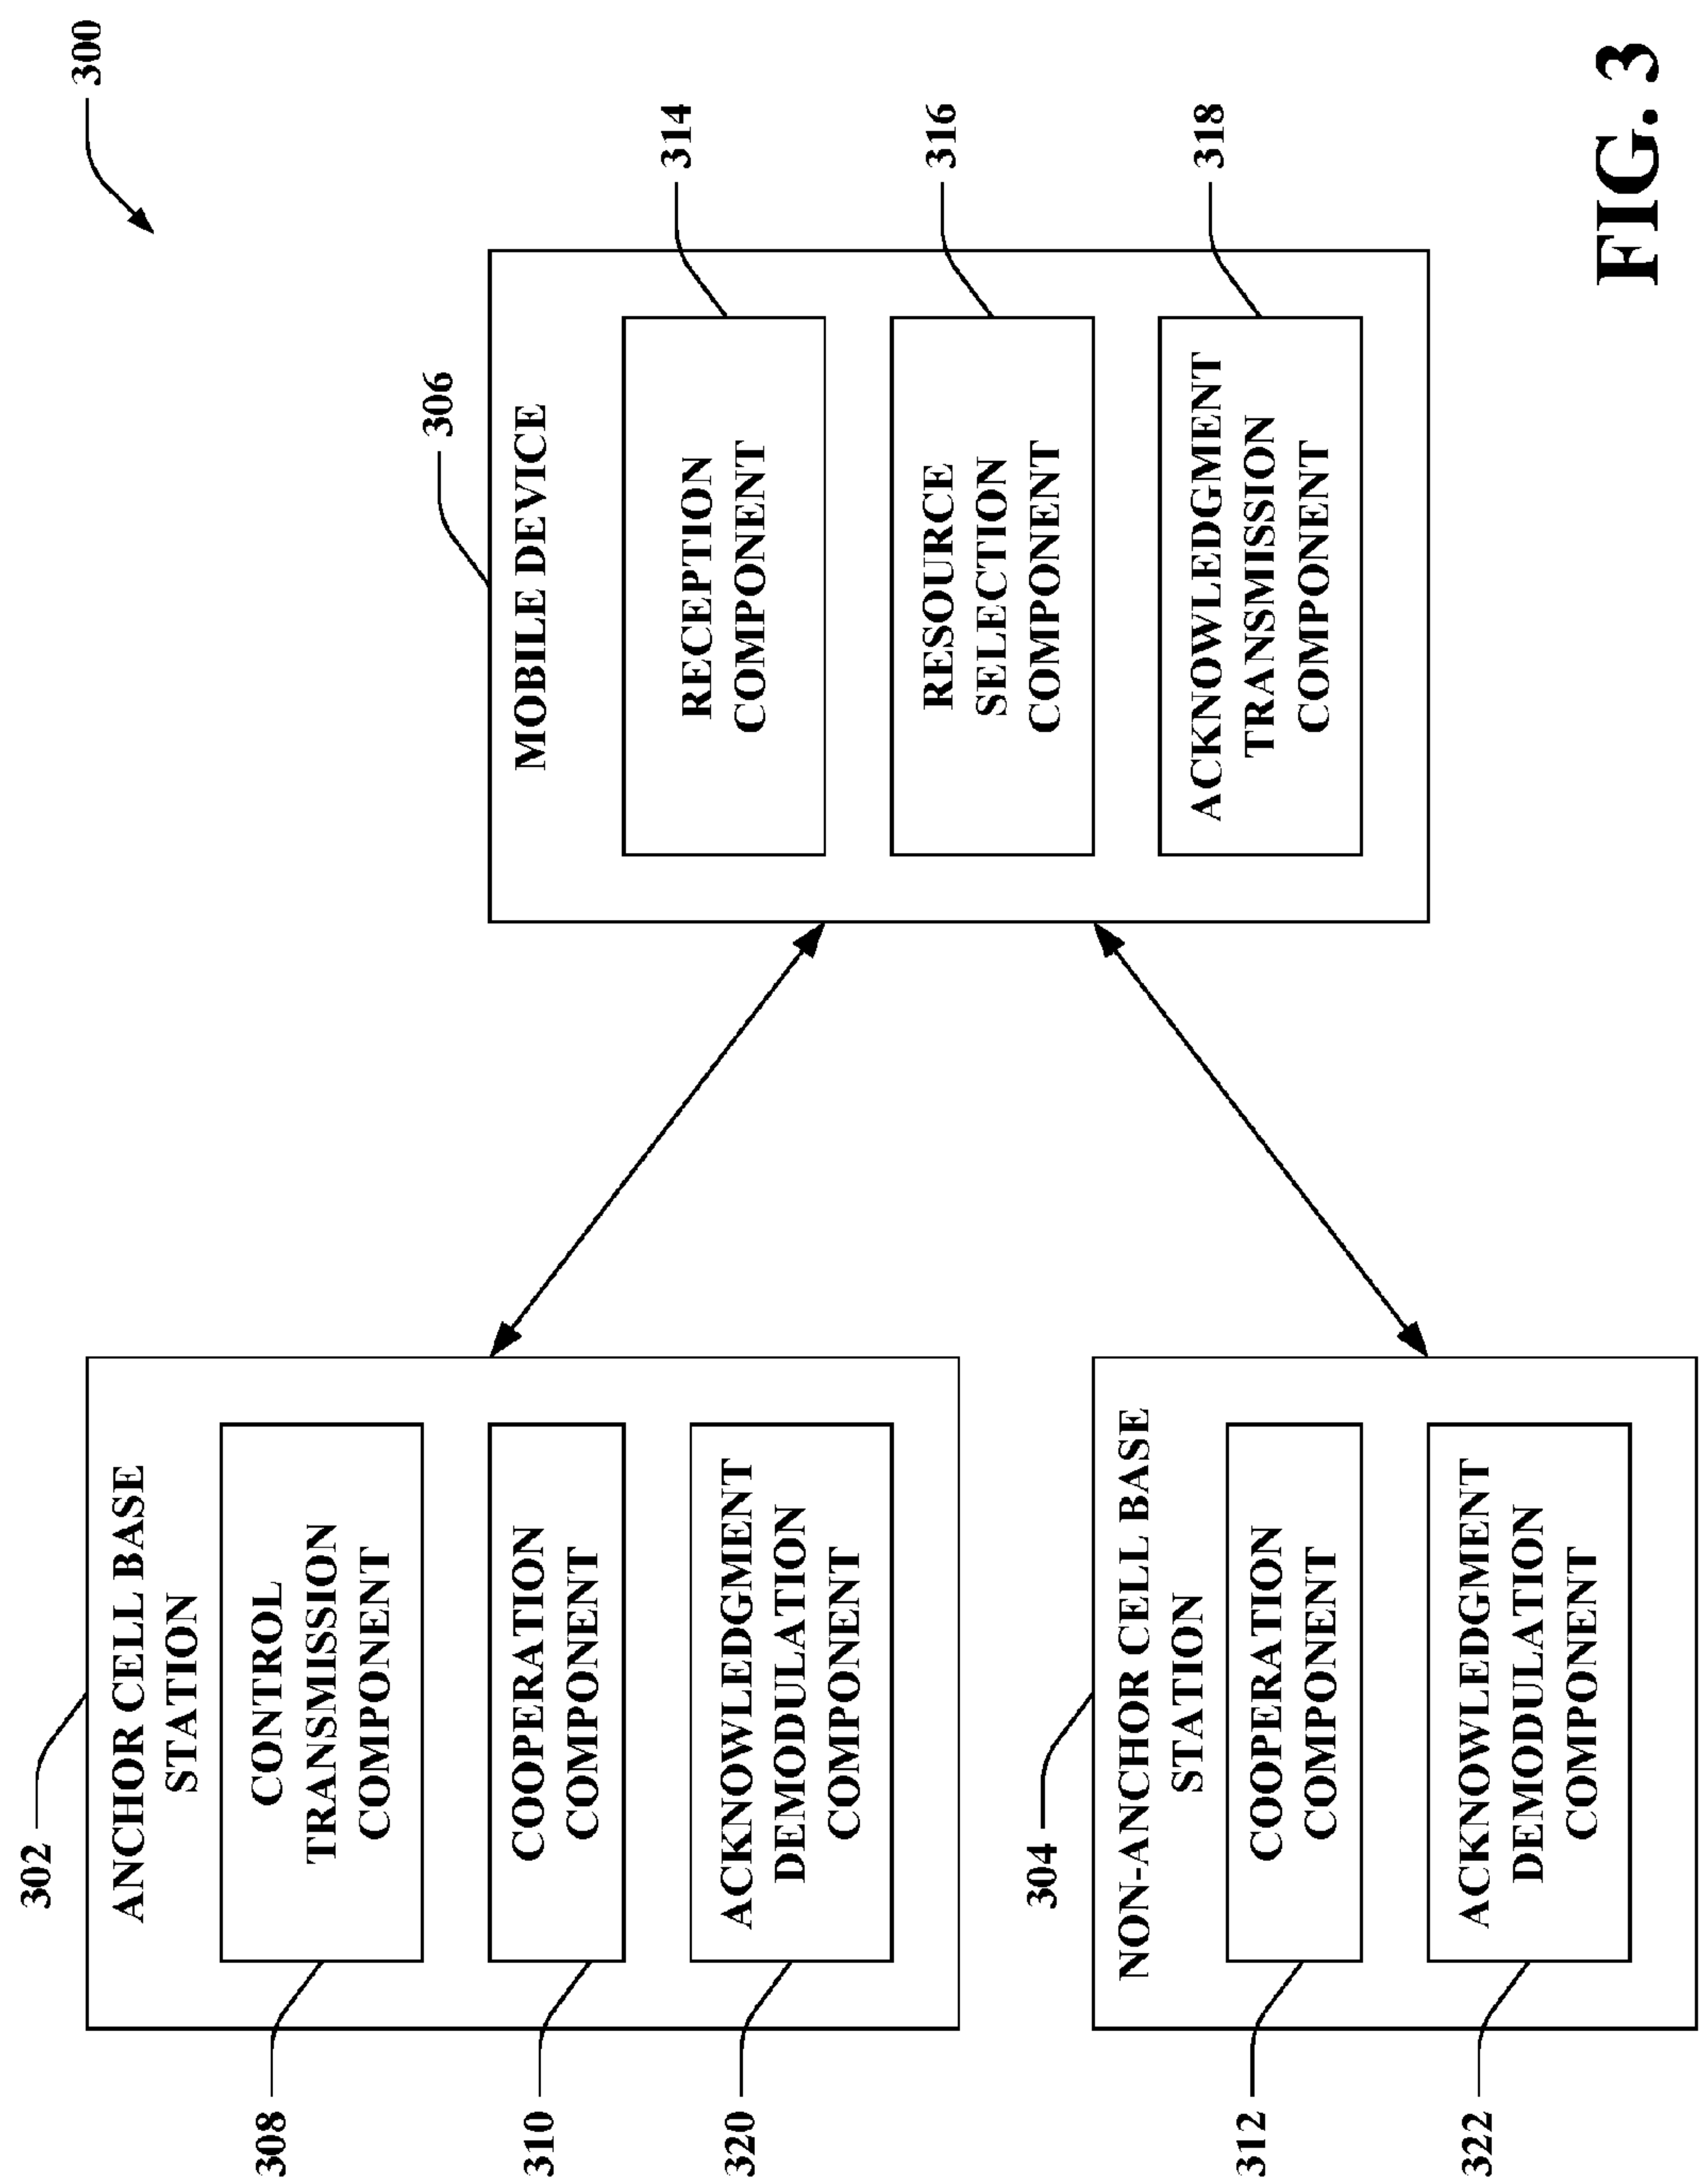 300
302
ANCHOR CELL BASE
STATION
308
CONTROL
TRANSMISSION
COMPONENT
310
COOPERATION
COMPONENT
320
ACKNOWLEDGMENT
DEMODULATION
COMPONENT
304
NON-ANCHOR CELL BASE
STATION
312
COOPERATION
COMPONENT
322
ACKNOWLEDGMENT
DEMODULATION
COMPONENT
306
MOBILE DEVICE
314
RECEPTION
COMPONENT
316
RESOURCE
SELECTION
COMPONENT
318
ACKNOWLEDGMENT
TRANSMISSION
COMPONENT
FIG. 3